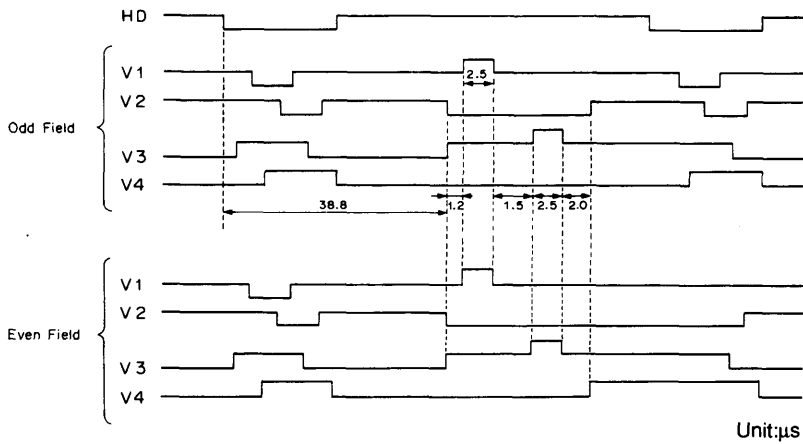 HD
V1
2.5
V2
Odd Field
V3
V4
38.8
1.2
1.5
2.5
2.0
V1
V2
Even Field
V3
V4
Unit:μs